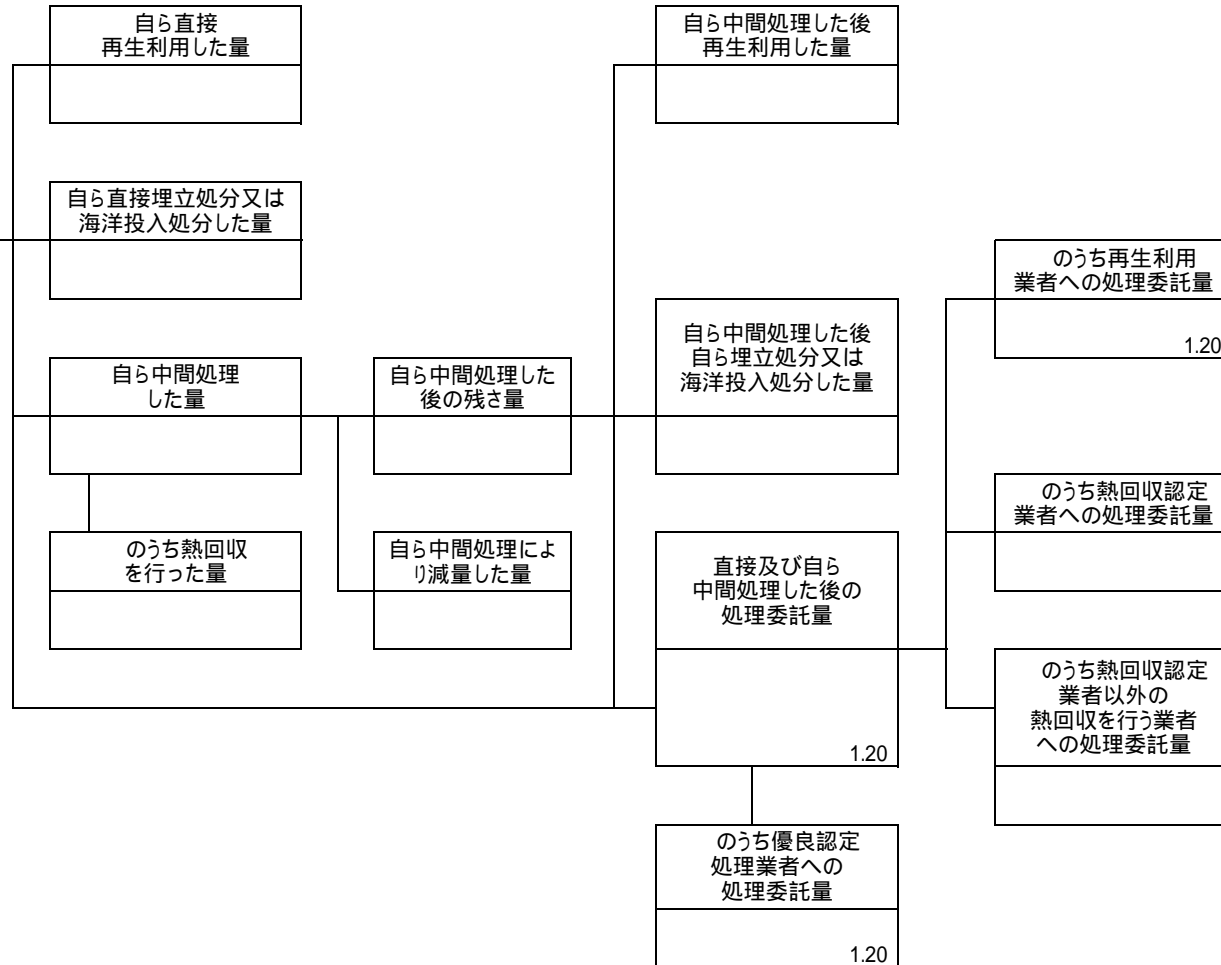 自ら直接
再生利用した量
自ら中間処理した後
再生利用した量
自ら直接埋立処分又は
海洋投入処分した量
のうち再生利用
業者への処理委託量
1.20
自ら中間処理した後
自ら埋立処分又は
海洋投入処分した量
自ら中間処理
した量
自ら中間処理した
後の残さ量
のうち熱回収認定
業者への処理委託量
のうち熱回収
を行った量
自ら中間処理によ
り減量した量
直接及び自ら
中間処理した後の
処理委託量
1.20
のうち熱回収認定
業者以外の
熱回収を行う業者
への処理委託量
のうち優良認定
処理業者への
処理委託量
1.20